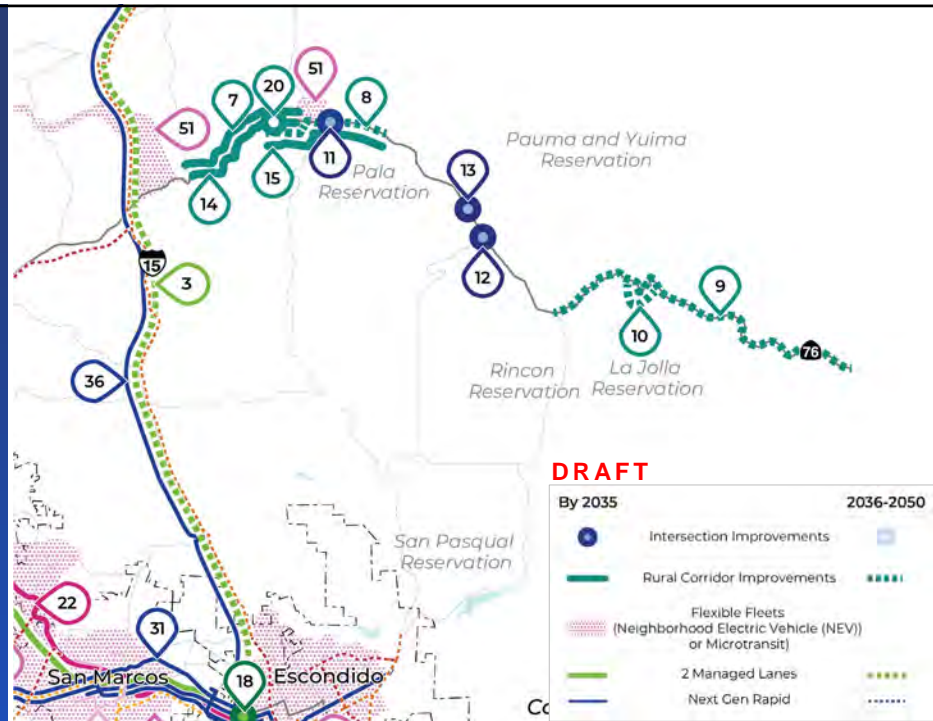 51
20
7
8
51
Pauma and Yuima
Reservation
11
13
15
Pala
Reservation
14
15
12
3
9
10
76
36
Rincon
Reservation
La Jolla
Reservation
DRAFT
By 2035
2036-2050
Intersection Improvements
San Pasqual
Reservation
Rural Corridor Improvements
Flexible Fleets
(Neighborhood Electric Vehicle (NEV))
or Microtransit)
22
31
2 Managed Lanes
San Marcos
18
Escondido
Next Gen Rapid